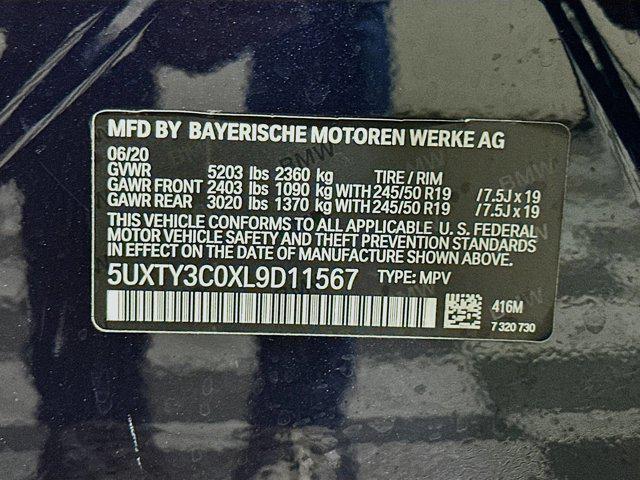 MFD BY BAYERISCHE MOTOREN WERKE AG
06/20
GVWR 5203 lbs 2360 kg TIRE / RIM
GAWR FRONT 2403 lbs 1090 kg WITH 245/50 R19 / 7.5J x 19
GAWR REAR 3020 lbs 1370 kg WITH 245/50 R19 / 7.5J x 19
THIS VEHICLE CONFORMS TO ALL APPLICABLE U. S. FEDERAL
MOTOR VEHICLE SAFETY AND THEFT PREVENTION STANDARDS
IN EFFECT ON THE DATE OF MANUFACTURE SHOWN ABOVE.
5UXTY3C0XL9D11567 TYPE: MPV
416M
7 320 730